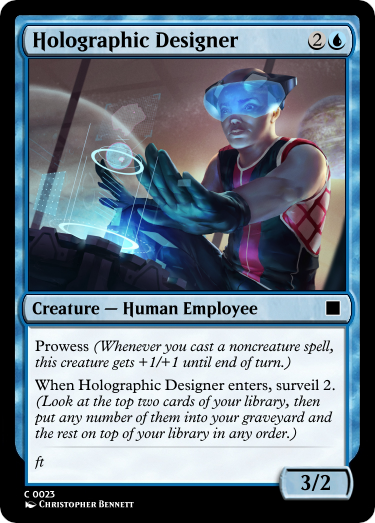 Holographic Designer 2
Creature — Human Employee
Prowess (Whenever you cast a noncreature spell,
this creature gets +1/+1 until end of turn.)
When Holographic Designer enters, surveil 2.
(Look at the top two cards of your library, then
put any number of them into your graveyard and
the rest on top of your library in any order.)
ft
3/2
C 0023
Christopher Bennett